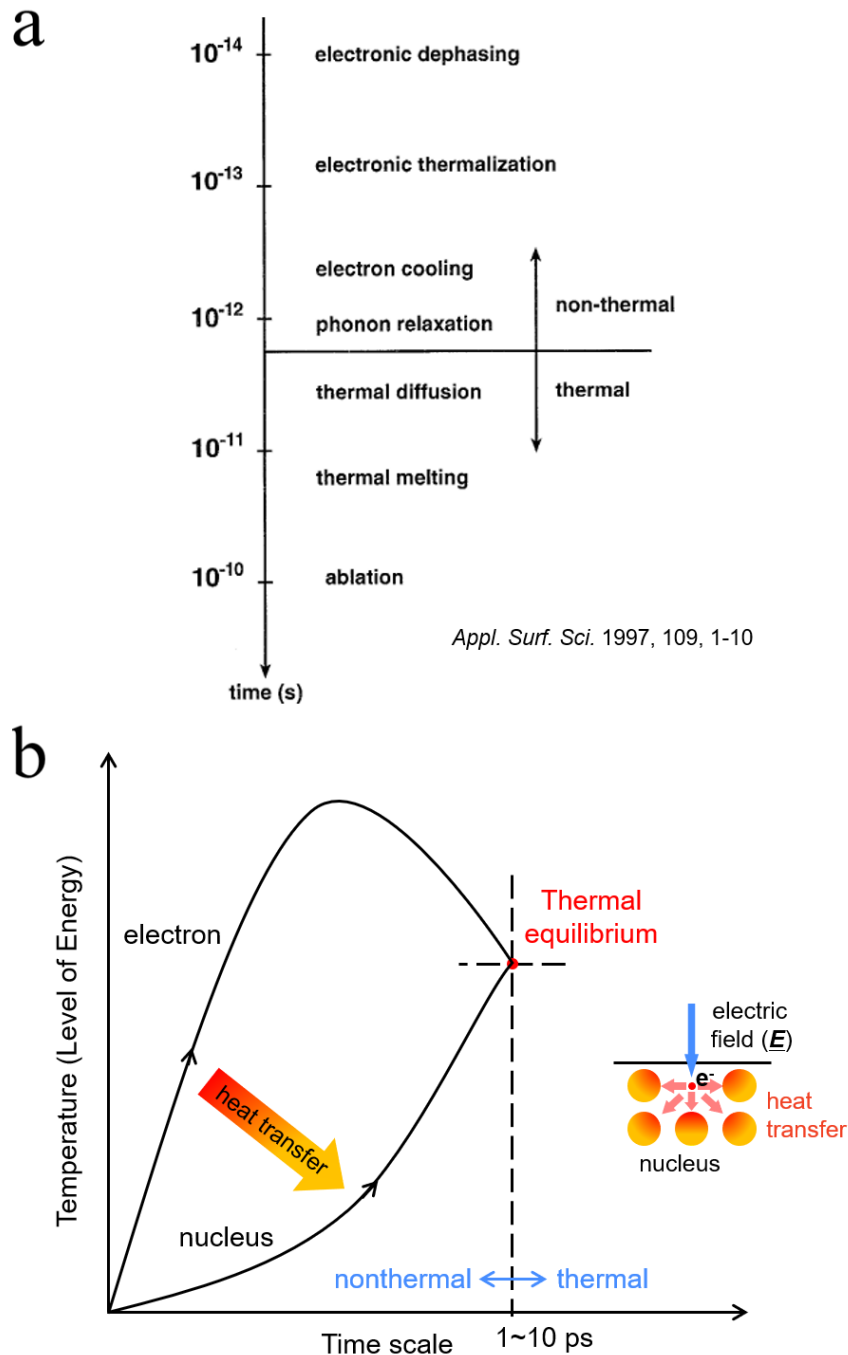 a
10-14
electronic dephasing
electronic thermalization
10-13
electron cooling
10-12
phonon relaxation
non-thermal
thermal diffusion
thermal
10-11
thermal melting
10-10
ablation
Appl. Surf. Sci. 1997, 109, 1-10
time (s)
b
Temperature (Level of Energy)
electron
Thermal
equilibrium
heat transfer
nucleus
nonthermal
thermal
Time scale
1~10 ps
electric
field (E)
e-
heat
transfer
nucleus